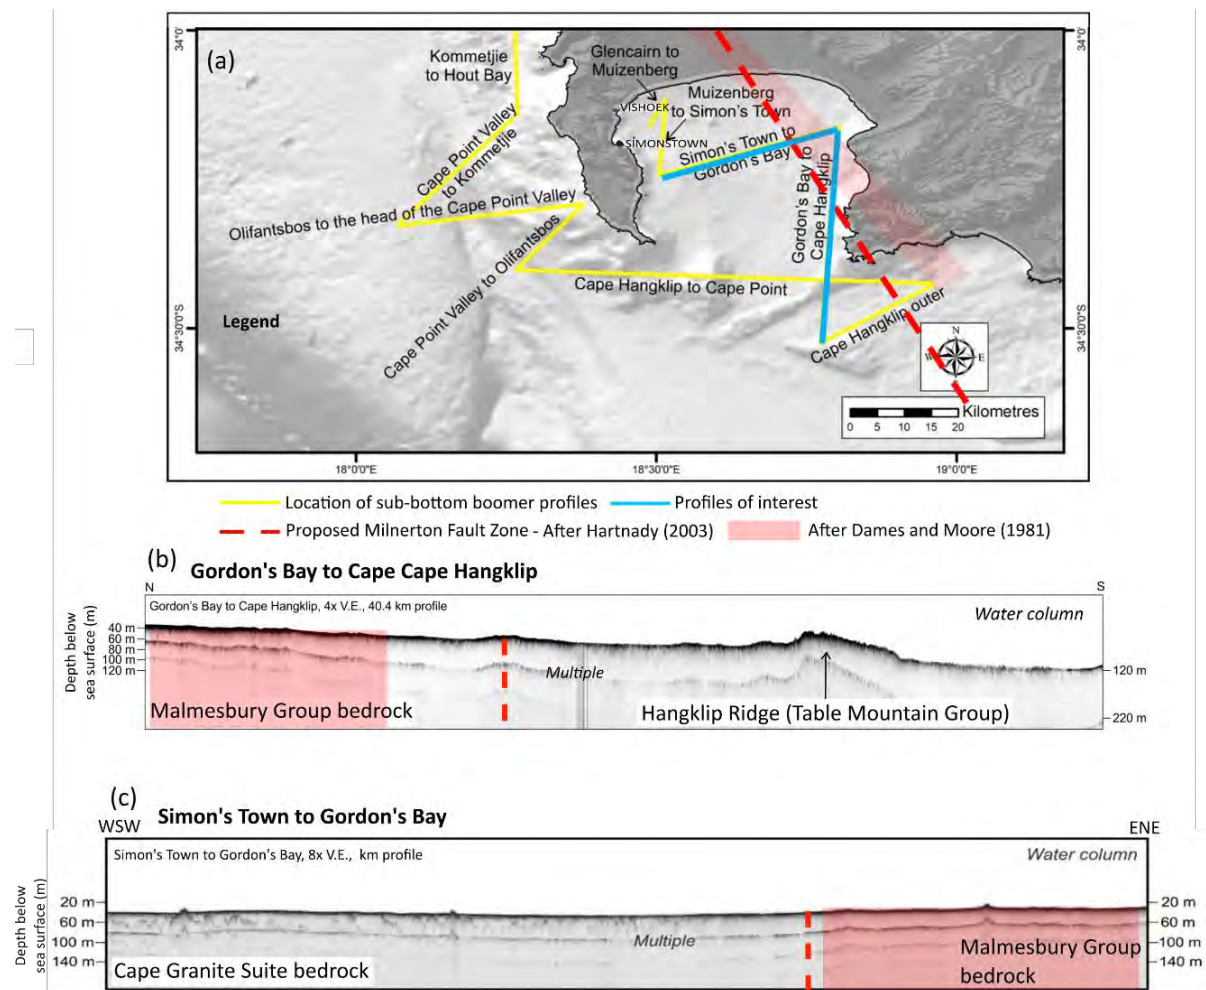 (a)
34°0'
34°0'
Kommetjie
to Hout Bay
Glencairn to
Muizenberg
VISHOEK
Muizenberg
to Simon's Town
SIMONSTOWN
Simon's Town to
Gordon's Bay
Gordon's Bay to
Cape Hangklip
Cape Point Valley
to Kommetjie
Olifantsbos to the head of the Cape Point Valley
Cape Point Valley to Olifantsbos
Cape Hangklip to Cape Point
Cape Hangklip outer
Legend
34°30'0"S
34°30'0"S
N
W
E
Kilometres
0 5 10 15 20
18°0'0"E
18°30'0"E
19°0'0"E
Location of sub-bottom boomer profiles
Profiles of interest
Proposed Milnerton Fault Zone - After Hartnady (2003)
After Dames and Moore (1981)
(b)
Gordon's Bay to Cape Cape Hangklip
N
S
Gordon's Bay to Cape Hangklip, 4x V.E., 40.4 km profile
Water column
Depth below
sea surface (m)
40 m
60 m
80 m
100 m
120 m
Multiple
120 m
220 m
Malmesbury Group bedrock
Hangklip Ridge (Table Mountain Group)
(c)
Simon's Town to Gordon's Bay
WSW
ENE
Simon's Town to Gordon's Bay, 8x V.E., km profile
Water column
Depth below
sea surface (m)
20 m
60 m
100 m
140 m
20 m
60 m
100 m
140 m
Multiple
Cape Granite Suite bedrock
Malmesbury Group
bedrock